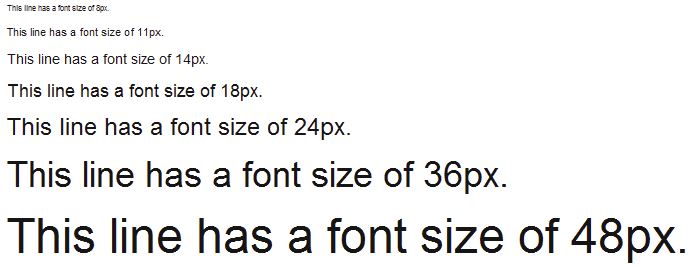 This line has a font size of 8px.
This line has a font size of 11px.
This line has a font size of 14px.
This line has a font size of 18px.
This line has a font size of 24px.
This line has a font size of 36px.
This line has a font size of 48px.